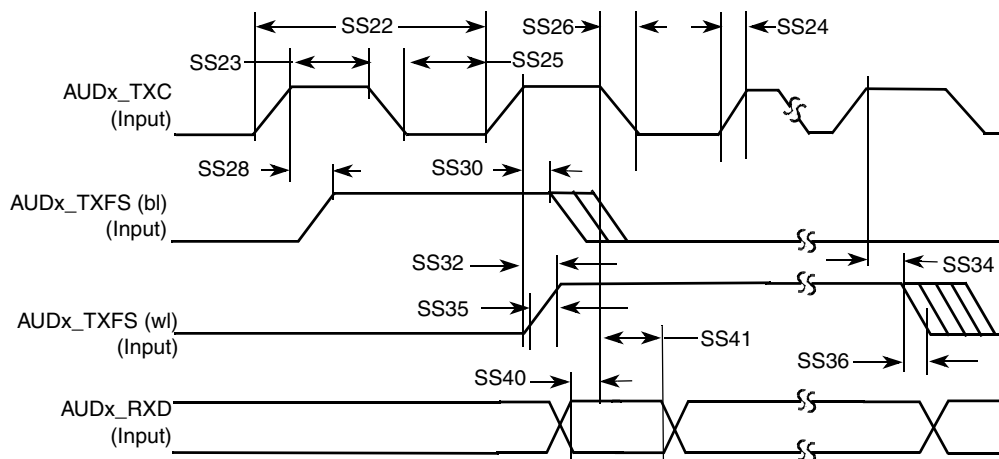 SS22
SS26
SS24
SS23
SS25
AUDx_TXC
(Input)
SS28
SS30
AUDx_TXFS (bl)
(Input)
SS32
SS34
SS35
AUDx_TXFS (wl)
(Input)
SS41
SS36
SS40
AUDx_RXD
(Input)